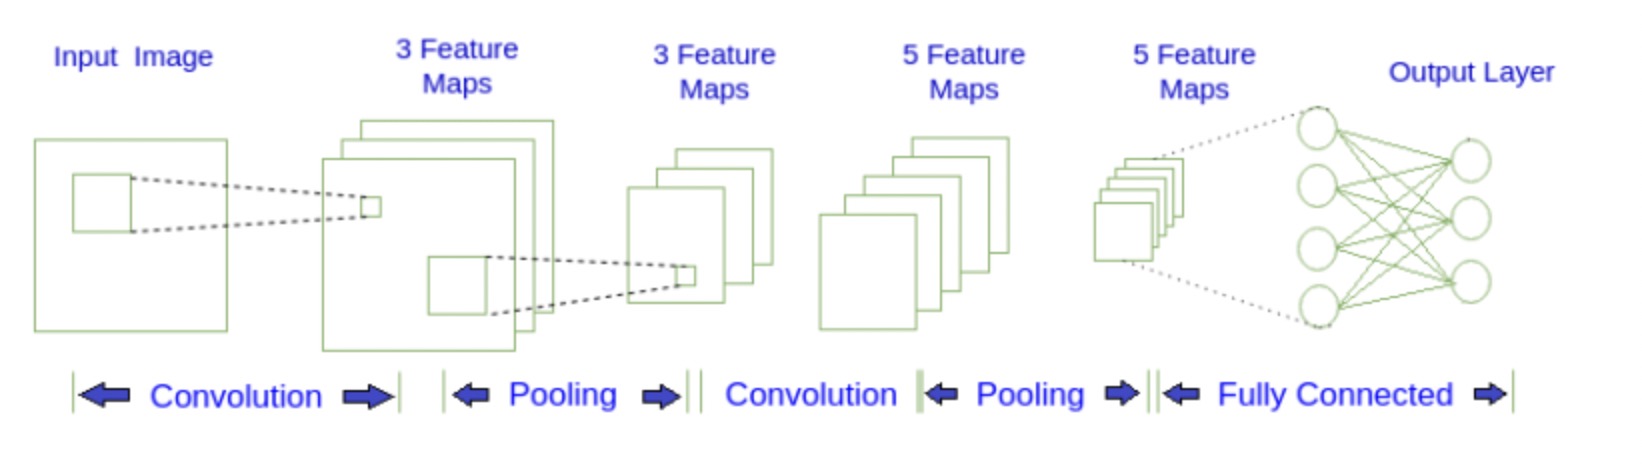 Input Image
3 Feature
Maps
3 Feature
Maps
5 Feature
Maps
5 Feature
Maps
Output Layer
Convolution
Pooling
Convolution
Pooling
Fully Connected